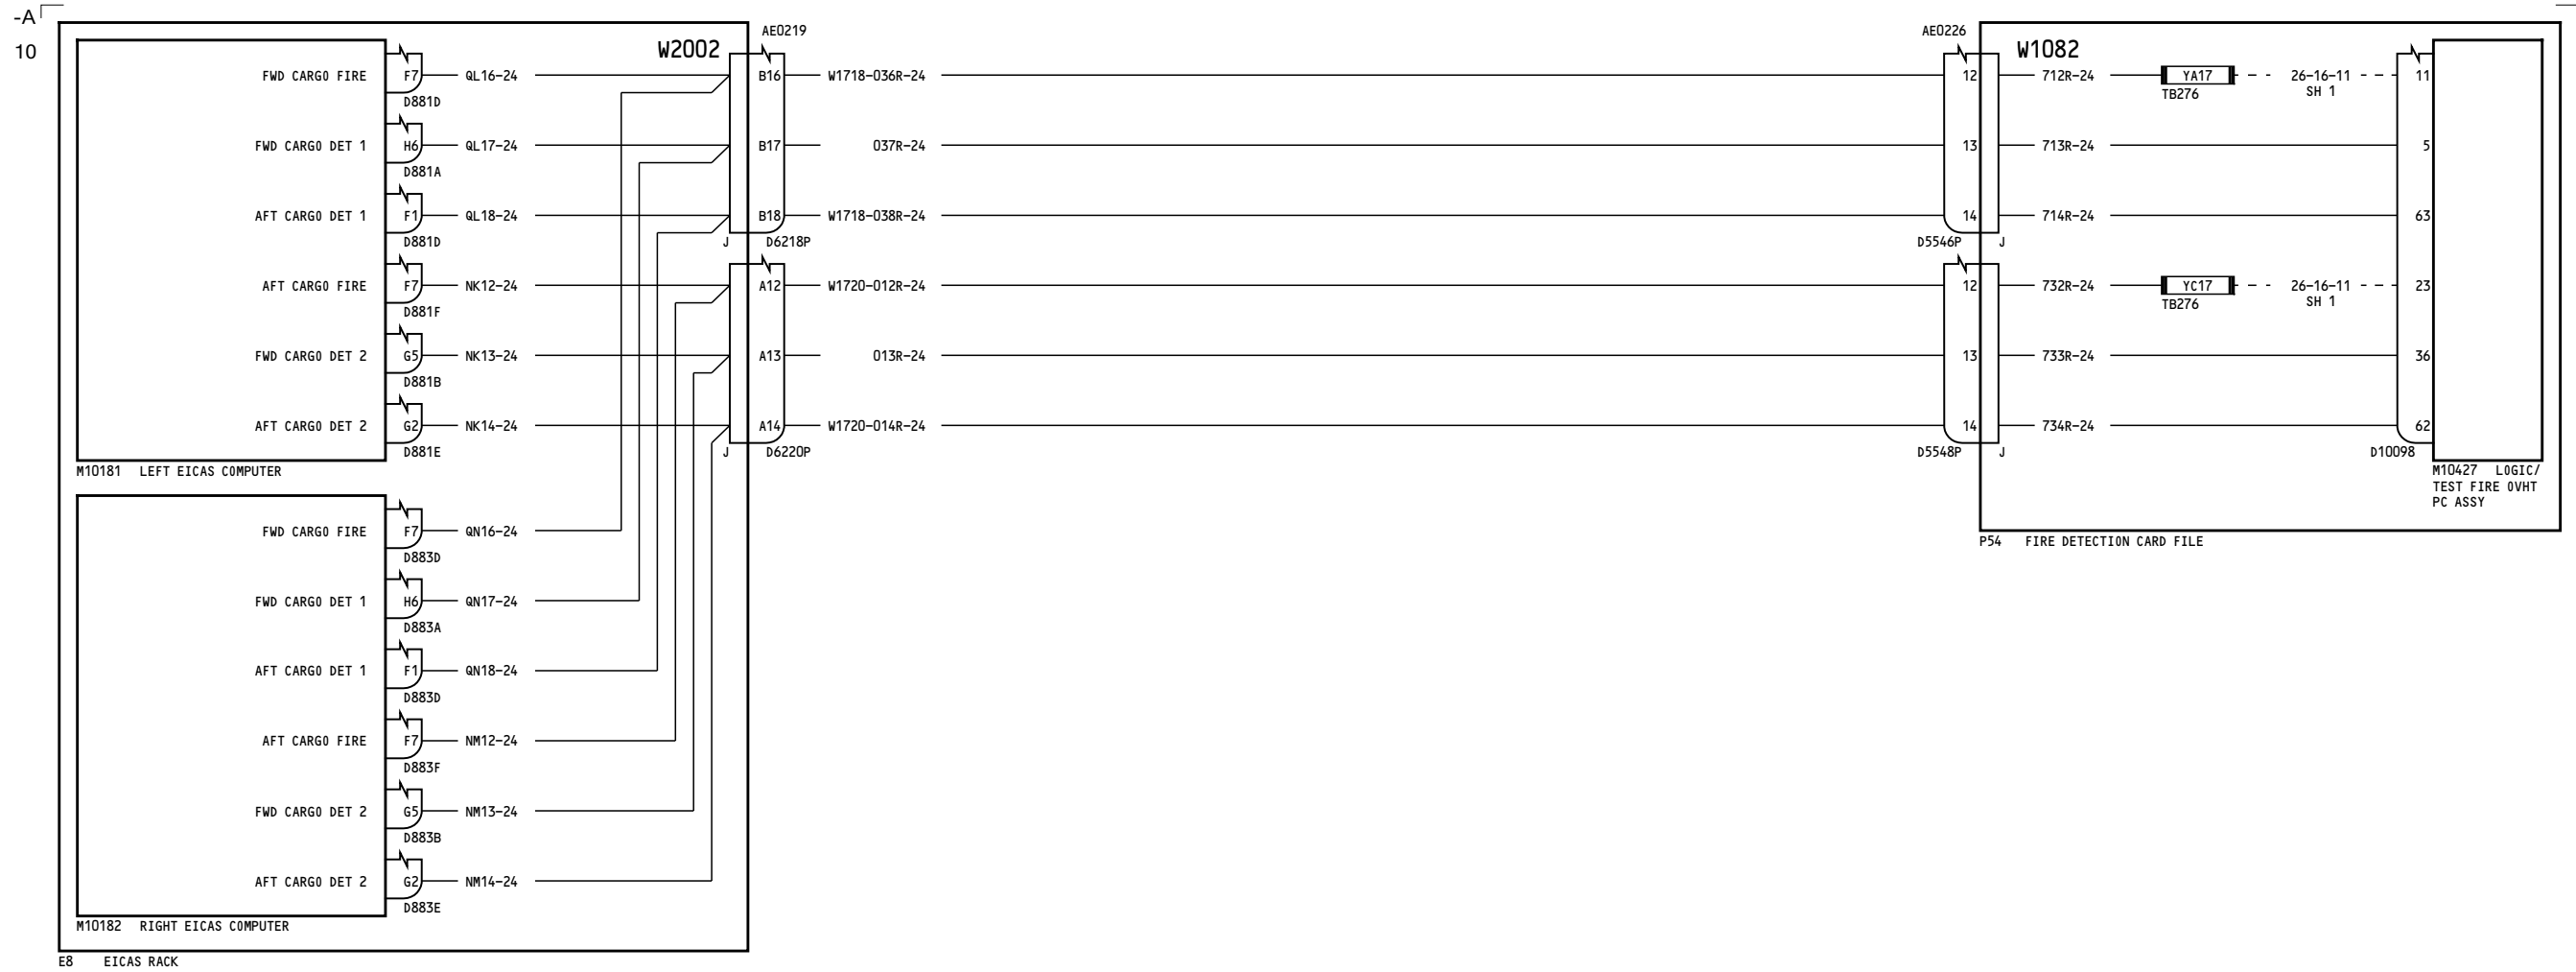 -A
10
W2002
AE0219
FWD CARGO FIRE F7 QL16-24 B16 W1718-036R-24
D881D
FWD CARGO DET 1 H6 QL17-24 B17 037R-24
D881A
AFT CARGO DET 1 F1 QL18-24 B18 W1718-038R-24
D881D J D6218P
AFT CARGO FIRE F7 NK12-24 A12 W1720-012R-24
D881F
FWD CARGO DET 2 G5 NK13-24 A13 013R-24
D881B
AFT CARGO DET 2 G2 NK14-24 A14 W1720-014R-24
D881E J D6220P
M10181 LEFT EICAS COMPUTER
FWD CARGO FIRE F7 QN16-24
D883D
FWD CARGO DET 1 H6 QN17-24
D883A
AFT CARGO DET 1 F1 QN18-24
D883D
AFT CARGO FIRE F7 NM12-24
D883F
FWD CARGO DET 2 G5 NM13-24
D883B
AFT CARGO DET 2 G2 NM14-24
D883E
M10182 RIGHT EICAS COMPUTER
E8 EICAS RACK
AE0226
W1082
12 712R-24 YA17 26-16-11 11
TB276 SH 1
13 713R-24 5
14 714R-24 63
D5546P J
12 732R-24 YC17 26-16-11 23
TB276 SH 1
13 733R-24 36
14 734R-24 62
D5548P J D10098
M10427 LOGIC/
TEST FIRE OVHT
PC ASSY
P54 FIRE DETECTION CARD FILE